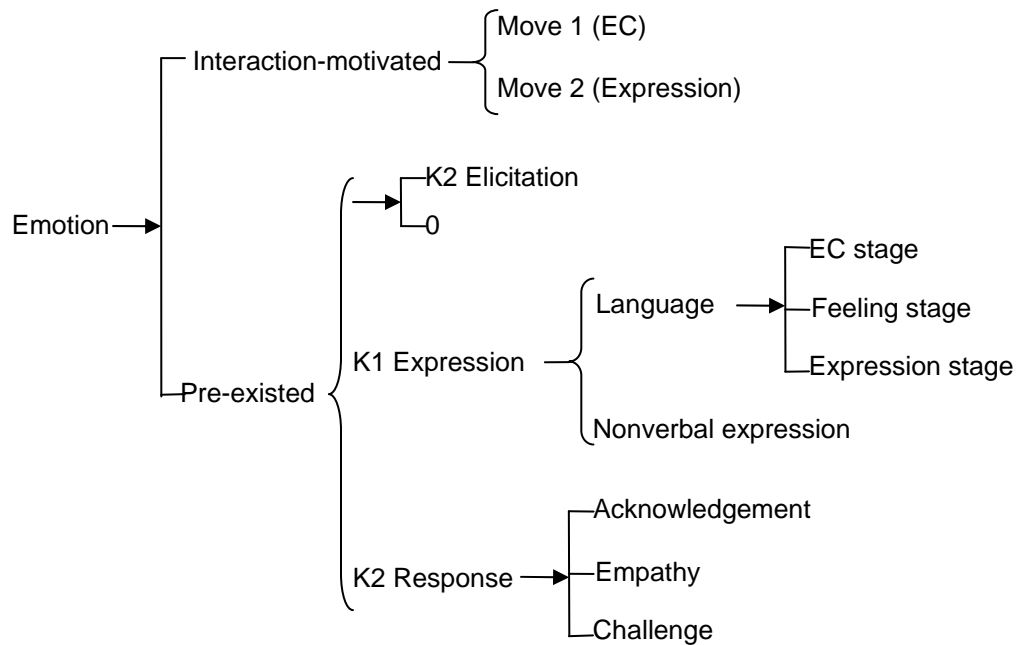 Emotion
Interaction-motivated
Move 1 (EC)
Move 2 (Expression)
Pre-existed
K2 Elicitation
0
K1 Expression
Language
EC stage
Feeling stage
Expression stage
Nonverbal expression
K2 Response
Acknowledgement
Empathy
Challenge